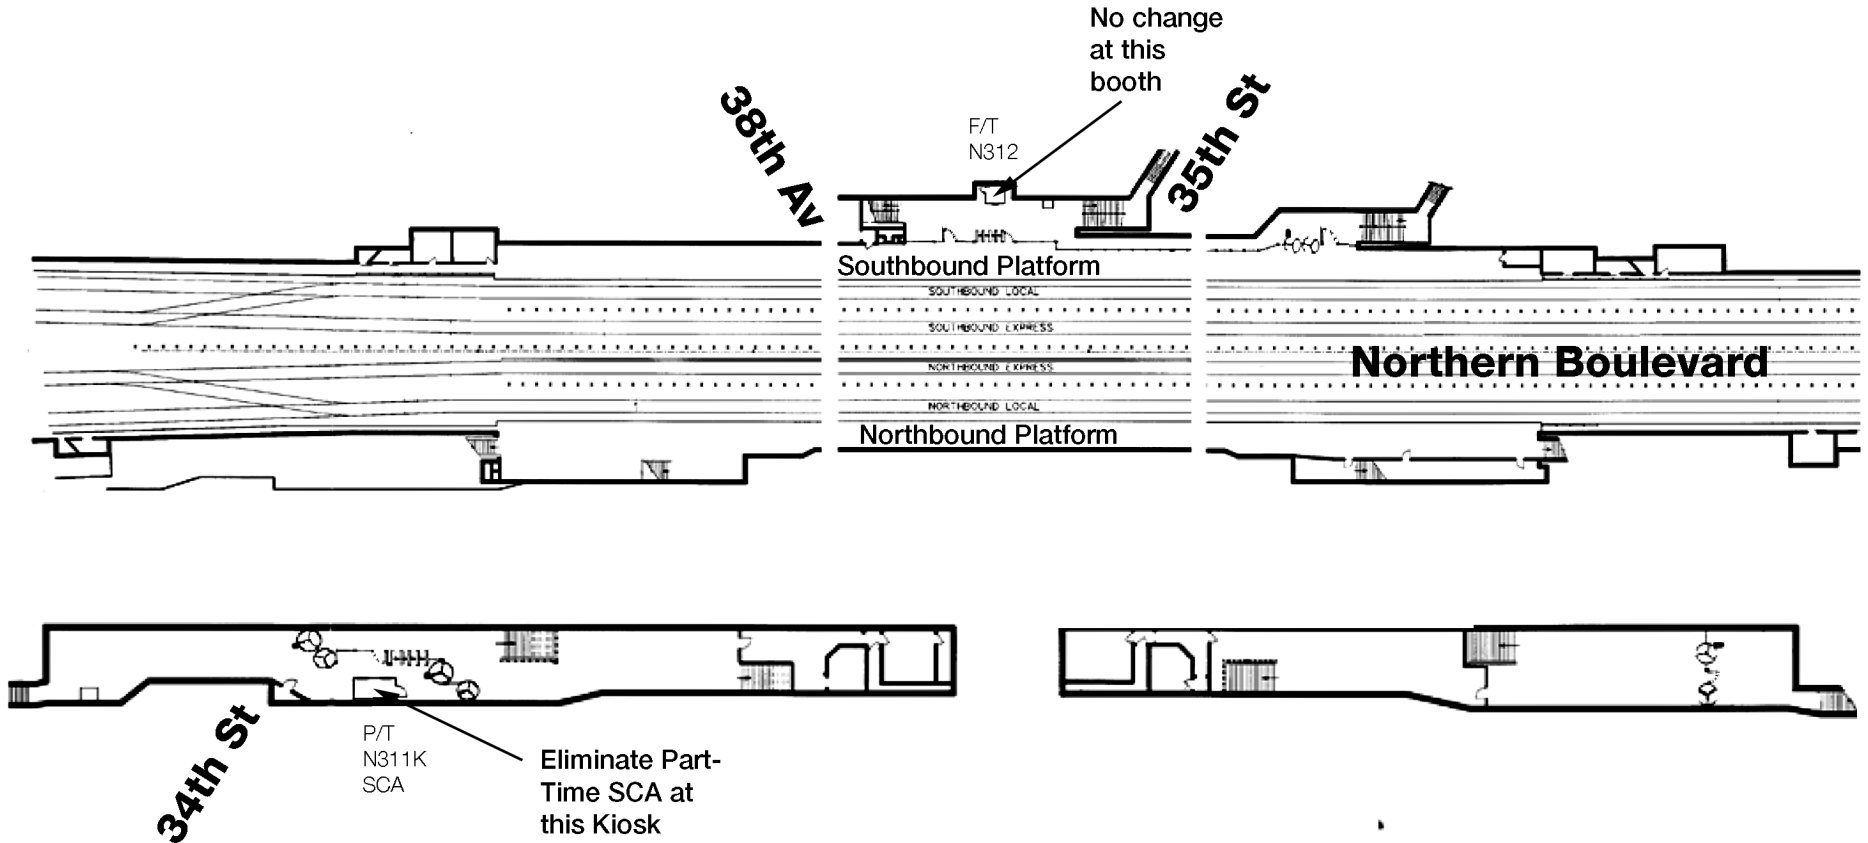 No change
at this
booth
38th Av
35th St
F/T
N312
Southbound Platform
SOUTHBOUND LOCAL
SOUTHBOUND EXPRESS
NORTHBOUND EXPRESS
Northern Boulevard
NORTHBOUND LOCAL
Northbound Platform
34th St
P/T
N311K
SCA
Eliminate Part-
Time SCA at
this Kiosk